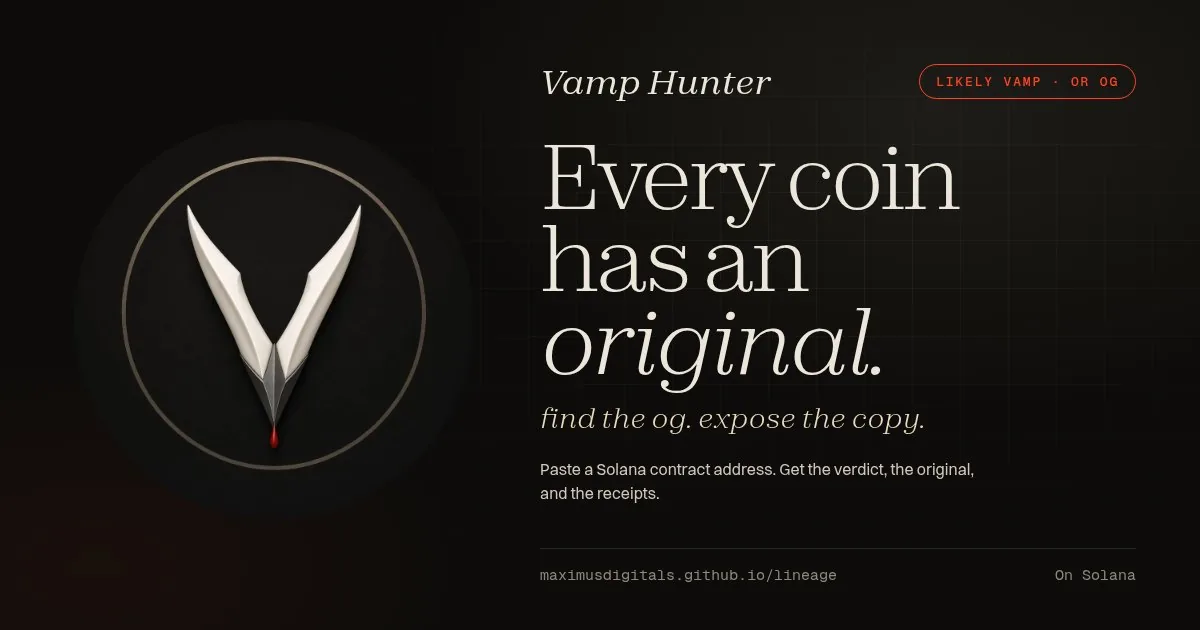 Vamp Hunter
LIKELY VAMP · OR OG
Every coin
has an
original.
find the og. expose the copy.
Paste a Solana contract address. Get the verdict, the original,
and the receipts.
maximusdigitals.github.io/lineage
On Solana